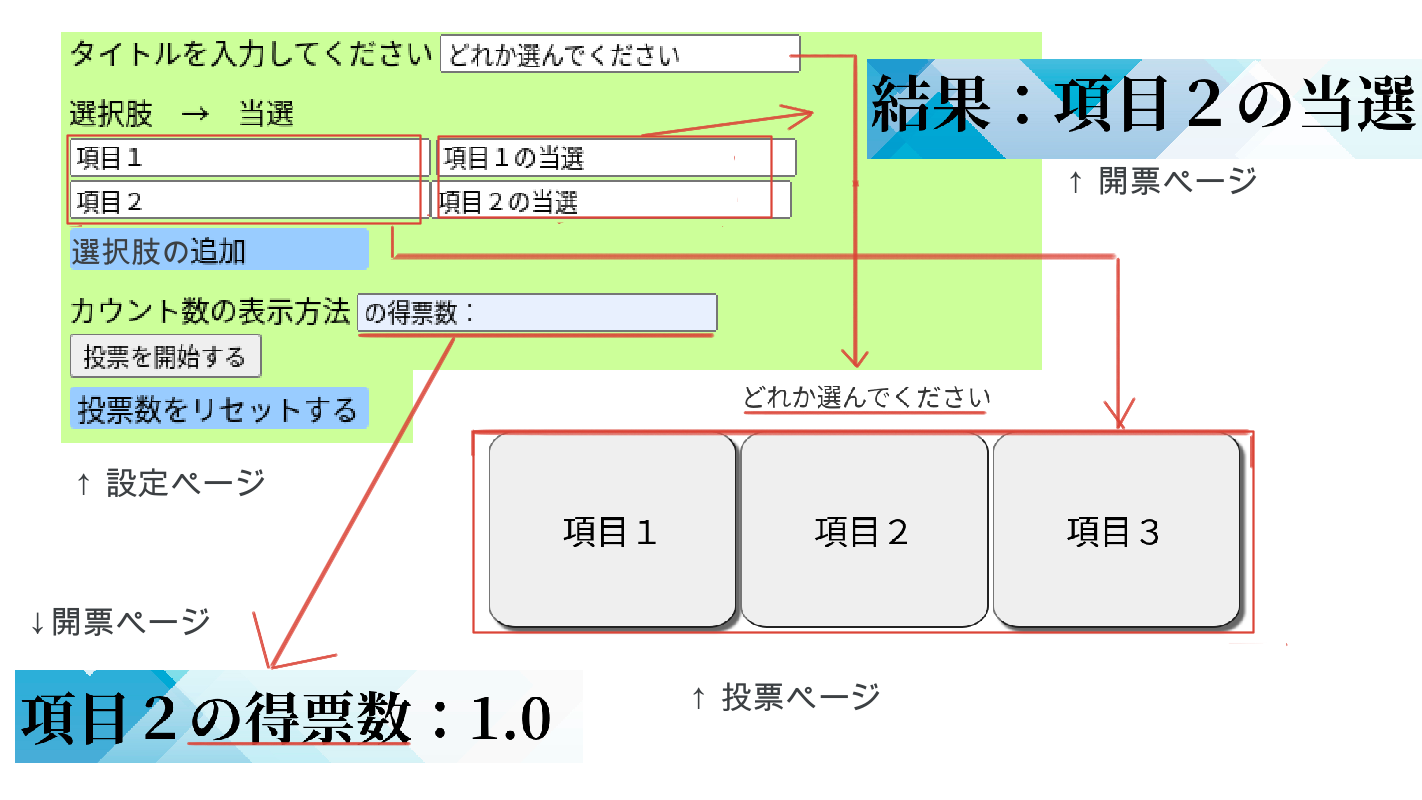 タイトルを入力してください どれか選んでください
選択肢 → 当選
項目1 項目1の当選
項目2 項目2の当選
選択肢の追加
カウント数の表示方法 の得票数：
投票を開始する
投票数をリセットする
↑ 設定ページ
結果：項目2の当選
↑ 開票ページ
どれか選んでください
項目1 項目2 項目3
↑ 投票ページ
↓開票ページ
項目2の得票数：1.0